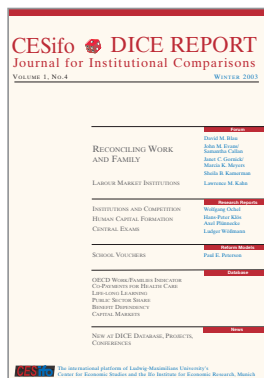 CESifo DICE REPORT
Journal for Institutional Comparisons
VOLUME 1, NO.4 WINTER 2003
Forum
RECONCILING WORK
AND FAMILY
David M. Blau
John M. Evans/
Samantha Callan
Janet C. Gornick/
Marcia K. Meyers
Sheila B. Kamerman
LABOUR MARKET INSTITUTIONS Lawrence M. Kahn
Research Reports
INSTITUTIONS AND COMPETITION Wolfgang Ochel
HUMAN CAPITAL FORMATION Hans-Peter Klös
Axel Plünnecke
CENTRAL EXAMS Ludger Wößmann
Reform Models
SCHOOL VOUCHERS Paul E. Peterson
Database
OECD WORK/FAMILIES INDICATOR
CO-PAYMENTS FOR HEALTH CARE
LIFE-LONG LEARNING
PUBLIC SECTOR SHARE
BENEFIT DEPENDENCY
CAPITAL MARKETS
News
NEW AT DICE DATABASE, PROJECTS,
CONFERENCES
CESifo The international platform of Ludwig-Maximilians University's
Center for Economic Studies and the Ifo Institute for Economic Research, Munich